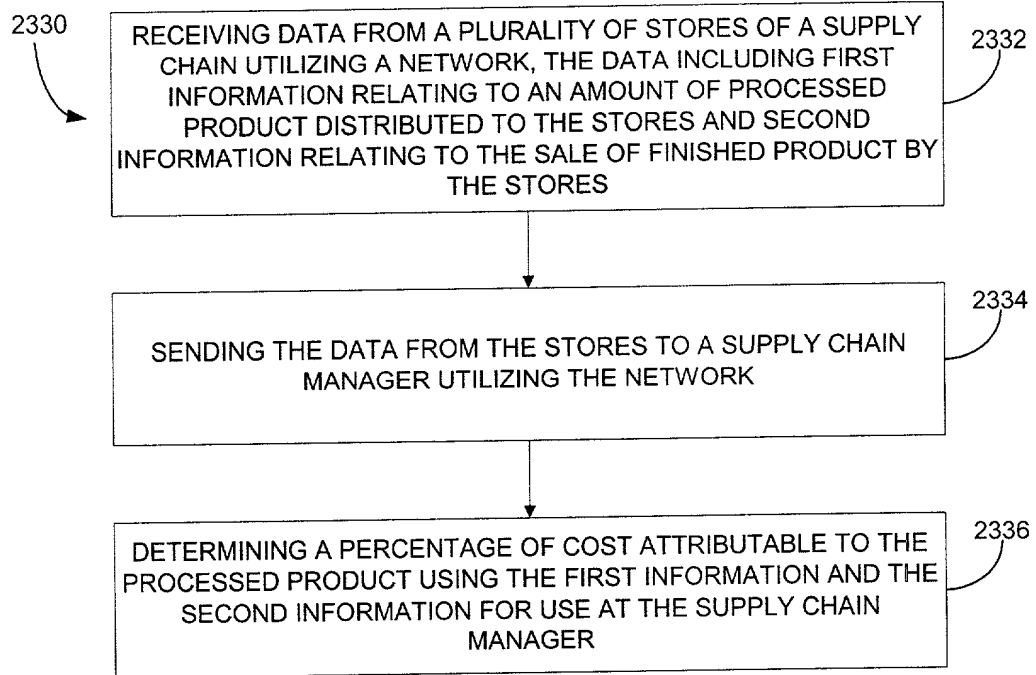 2330
RECEIVING DATA FROM A PLURALITY OF STORES OF A SUPPLY
CHAIN UTILIZING A NETWORK, THE DATA INCLUDING FIRST
INFORMATION RELATING TO AN AMOUNT OF PROCESSED
PRODUCT DISTRIBUTED TO THE STORES AND SECOND
INFORMATION RELATING TO THE SALE OF FINISHED PRODUCT BY
THE STORES
2332
SENDING THE DATA FROM THE STORES TO A SUPPLY CHAIN
MANAGER UTILIZING THE NETWORK
2334
DETERMINING A PERCENTAGE OF COST ATTRIBUTABLE TO THE
PROCESSED PRODUCT USING THE FIRST INFORMATION AND THE
SECOND INFORMATION FOR USE AT THE SUPPLY CHAIN
MANAGER
2336